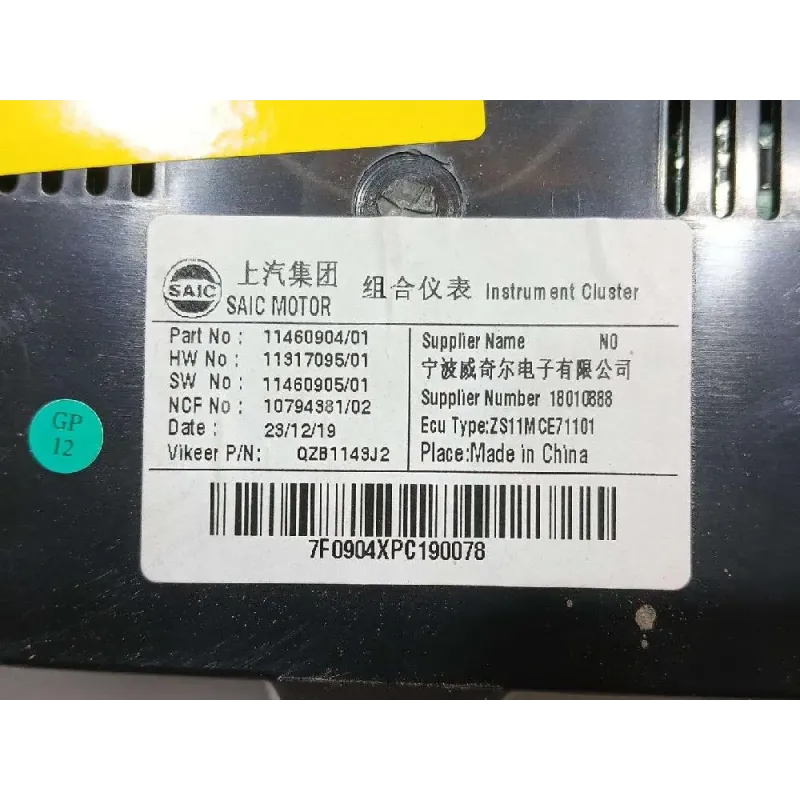 SAIC
上汽集团
SAIC MOTOR
组合仪表 Instrument Cluster
Part No : 11460904/01
HW No : 11317095/01
SW No : 11460905/01
NCF No : 10794381/02
Date : 23/12/19
Vikeer P/N: QZB1143J2
Supplier Name NO
宁波威奇尔电子有限公司
Supplier Number 18010888
Ecu Type:ZS11MCE71101
Place:Made in China
7F0904XPC190078
GP
12